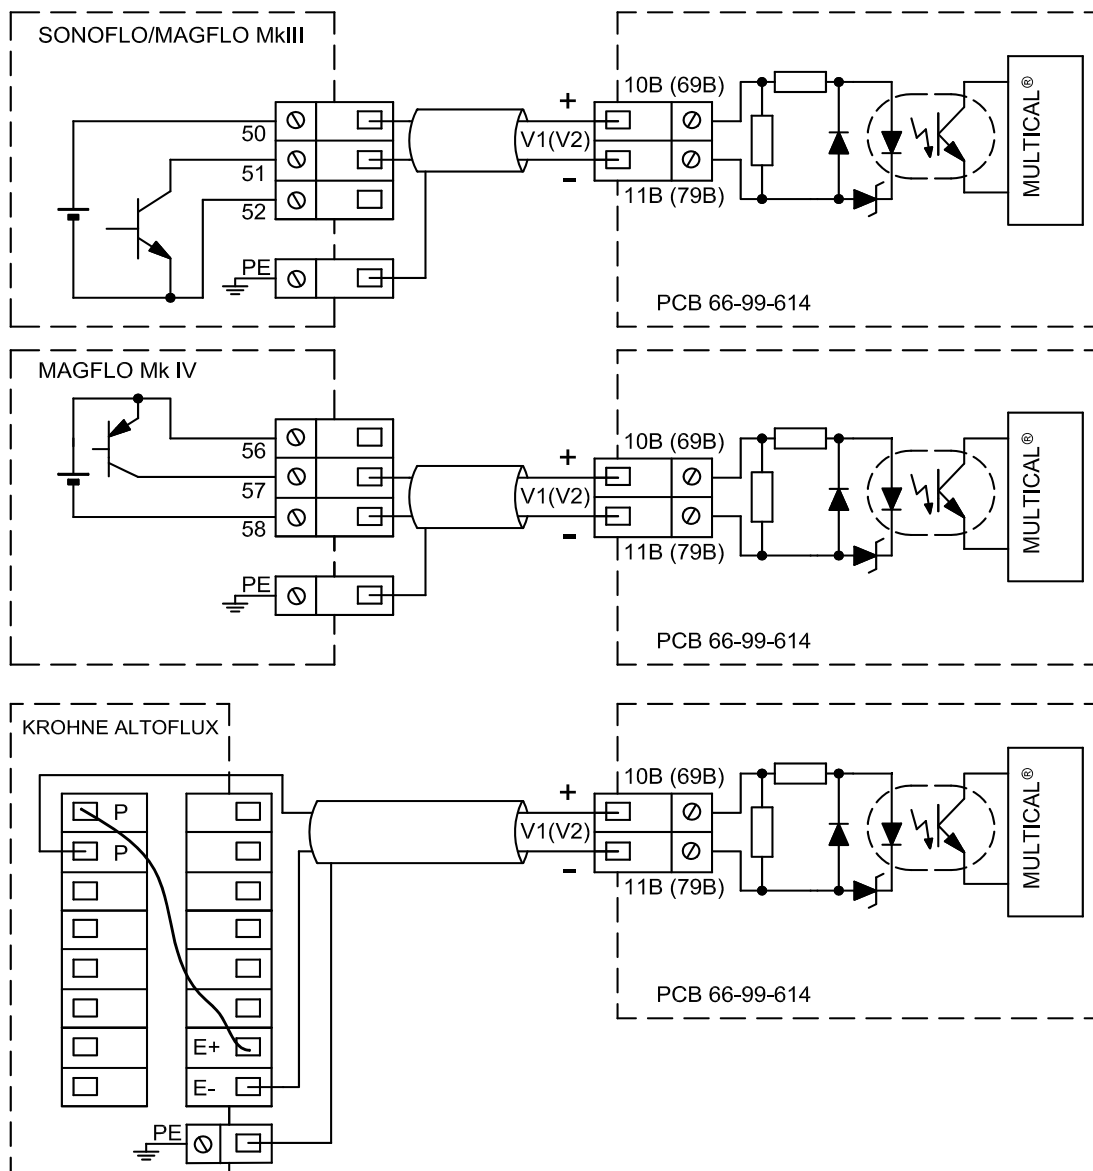 SONOFLO/MAGFLO MkIII
50
51
52
PE
+
V1(V2)
-
10B (69B)
11B (79B)
MULTICAL®
PCB 66-99-614
MAGFLO Mk IV
56
57
58
PE
+
V1(V2)
-
10B (69B)
11B (79B)
MULTICAL®
PCB 66-99-614
KROHNE ALTOFLUX
P
P
E+
E-
PE
+
V1(V2)
-
10B (69B)
11B (79B)
MULTICAL®
PCB 66-99-614